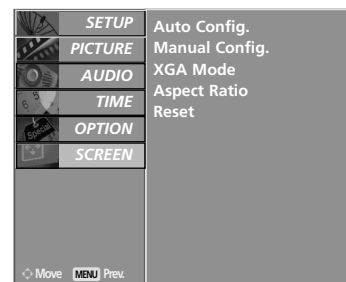 SETUP
PICTURE
AUDIO
TIME
OPTION
SCREEN
Auto Config.
Manual Config.
XGA Mode
Aspect Ratio
Reset
Move MENU Prev.